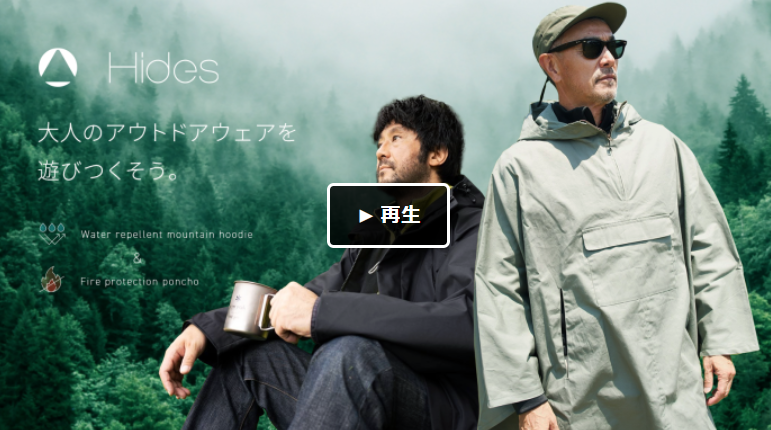 Hides
大人のアウトドアウェアを
遊びつくそう。
▶ 再生
Water repellent mountain hoodie
&
Fire protection poncho